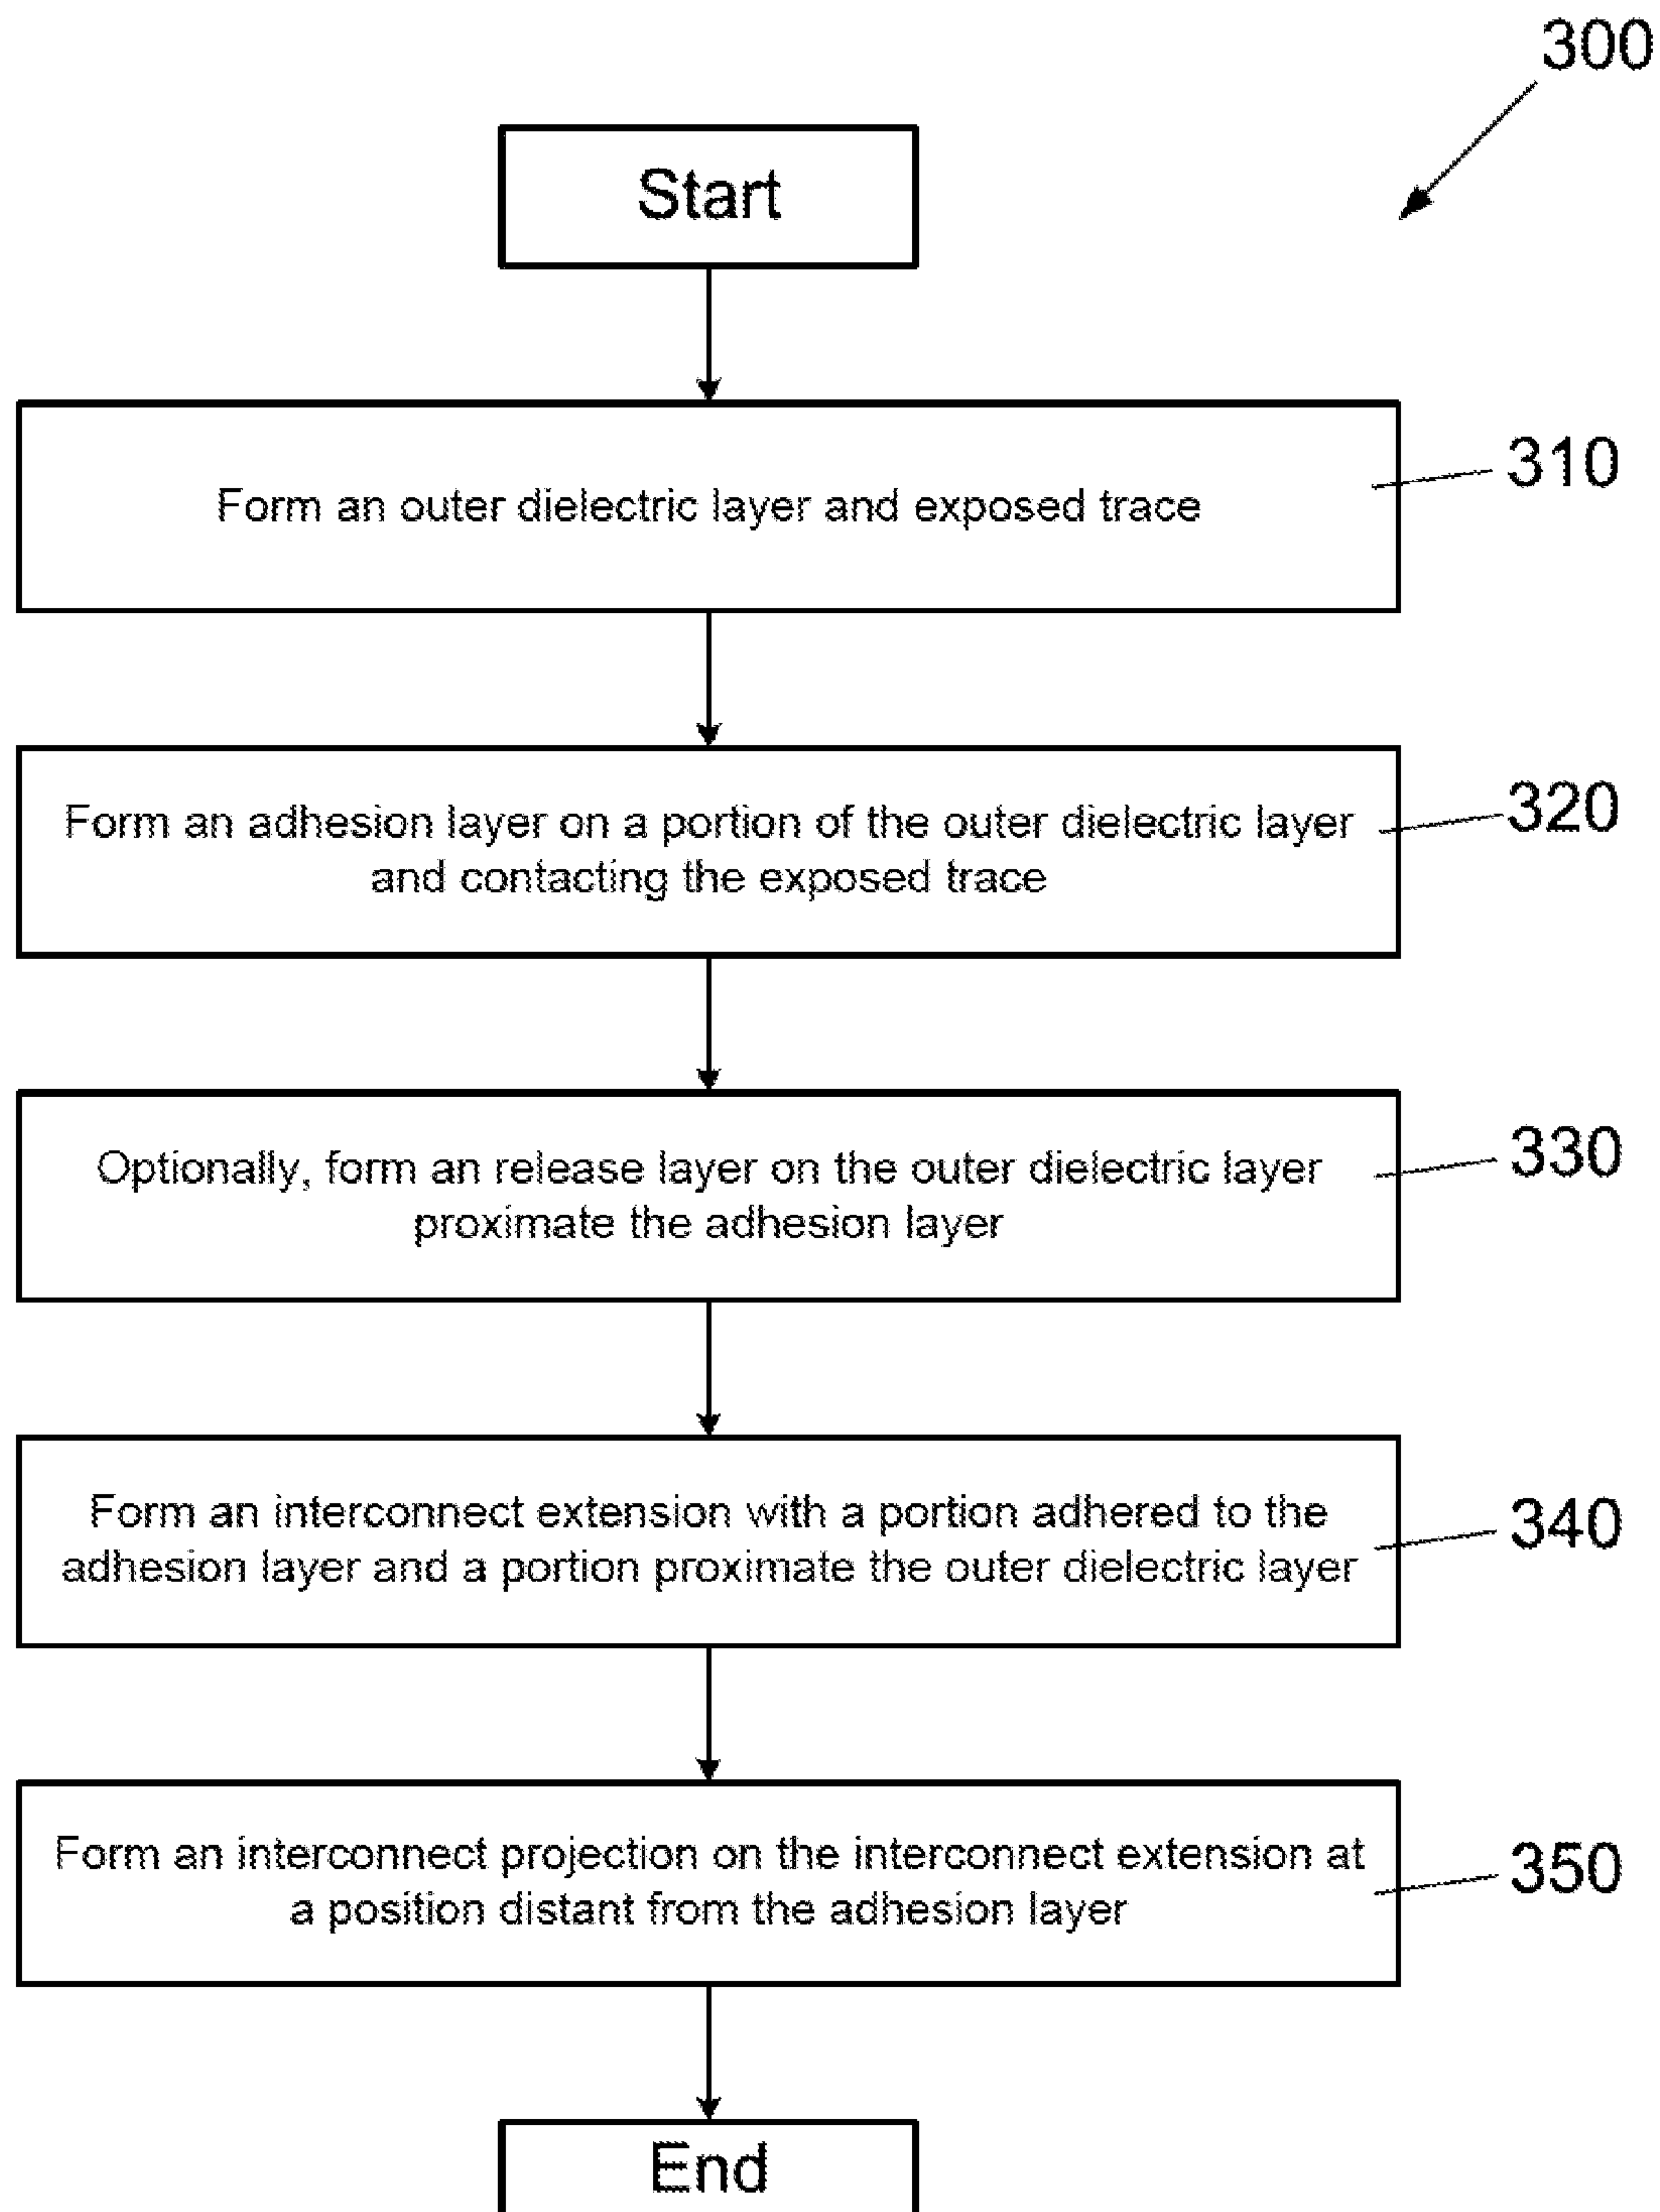 300
Start
Form an outer dielectric layer and exposed trace
310
Form an adhesion layer on a portion of the outer dielectric layer
and contacting the exposed trace
320
Optionally, form an release layer on the outer dielectric layer
proximate the adhesion layer
330
Form an interconnect extension with a portion adhered to the
adhesion layer and a portion proximate the outer dielectric layer
340
Form an interconnect projection on the interconnect extension at
a position distant from the adhesion layer
350
End